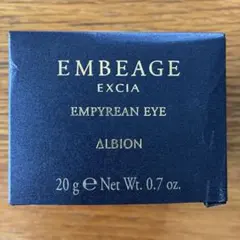 EMBEAGE
EXCIA
EMPYREAN EYE
ALBION
20 g ℮ Net Wt. 0.7 oz.